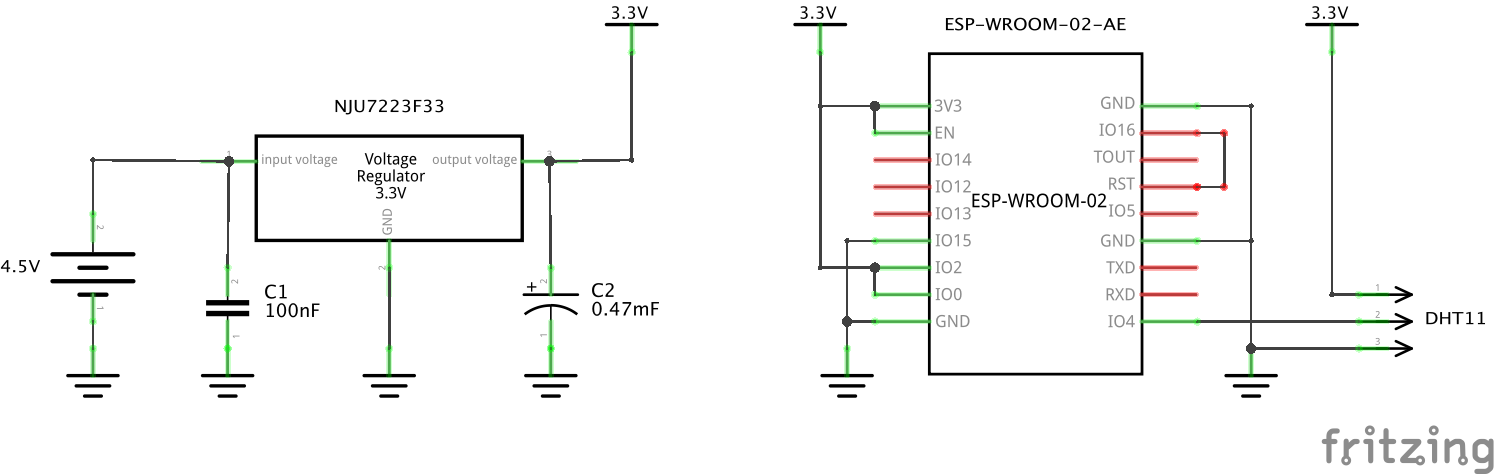 3.3V
NJU7223F33
input voltage
Voltage
Regulator
3.3V
output voltage
GND
1
3
2
4.5V
2
1
C1
100nF
2
1
+
C2
0.47mF
2
1
3.3V
ESP-WROOM-02-AE
3.3V
3V3
EN
IO14
IO12
IO13
IO15
IO2
IO0
GND
ESP-WROOM-02
GND
IO16
TOUT
RST
IO5
GND
TXD
RXD
IO4
1
2
3
DHT11
fritzing